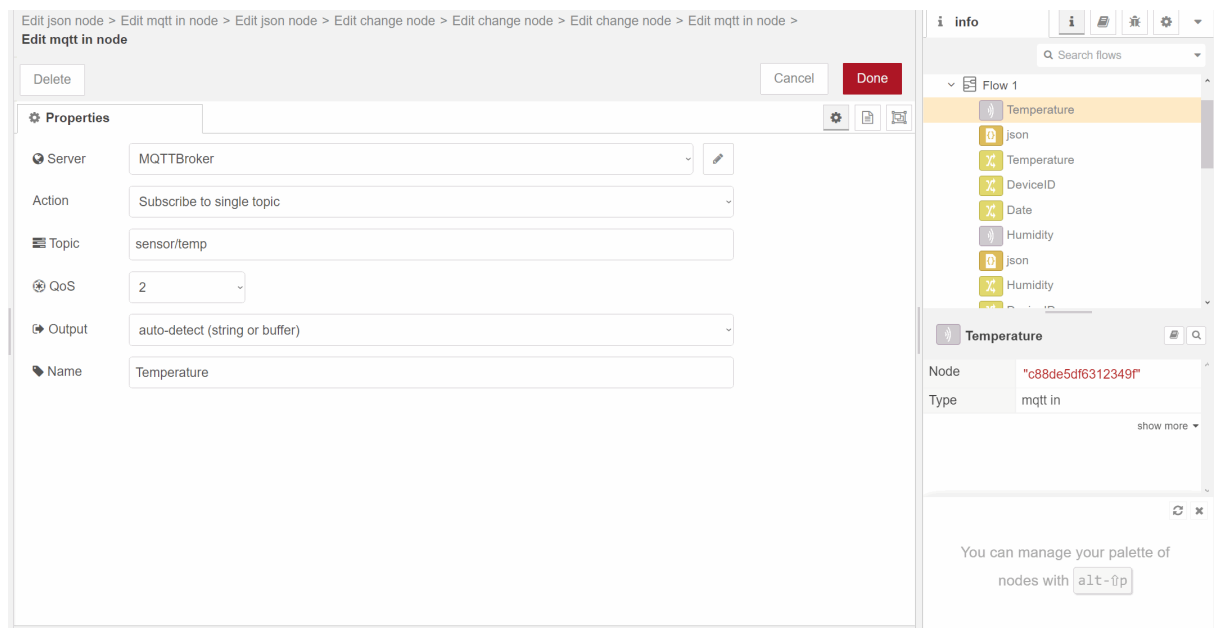 Edit json node > Edit mqtt in node > Edit json node > Edit change node > Edit change node > Edit change node > Edit mqtt in node >
Edit mqtt in node
Delete
Cancel
Done
Properties
Server
MQTTBroker
Action
Subscribe to single topic
Topic
sensor/temp
QoS
2
Output
auto-detect (string or buffer)
Name
Temperature
i info
i
Search flows
Flow 1
Temperature
json
Temperature
DeviceID
Date
Humidity
json
Humidity
DeviceID
Temperature
Node
"c88de5df6312349f"
Type
mqtt in
show more
You can manage your palette of
nodes with alt-⇧p